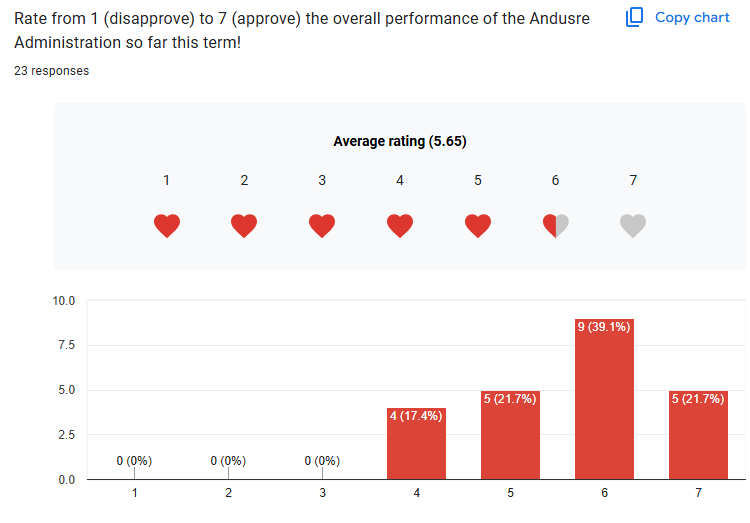 Rate from 1 (disapprove) to 7 (approve) the overall performance of the Andusre
Copy chart
Administration so far this term!
23 responses
Average rating (5.65)
1 2 3 4 5 6 7
10.0
7.5
5.0
2.5
0.0
0 (0%) 0 (0%) 0 (0%) 4 (17.4%) 5 (21.7%) 9 (39.1%) 5 (21.7%)
1 2 3 4 5 6 7